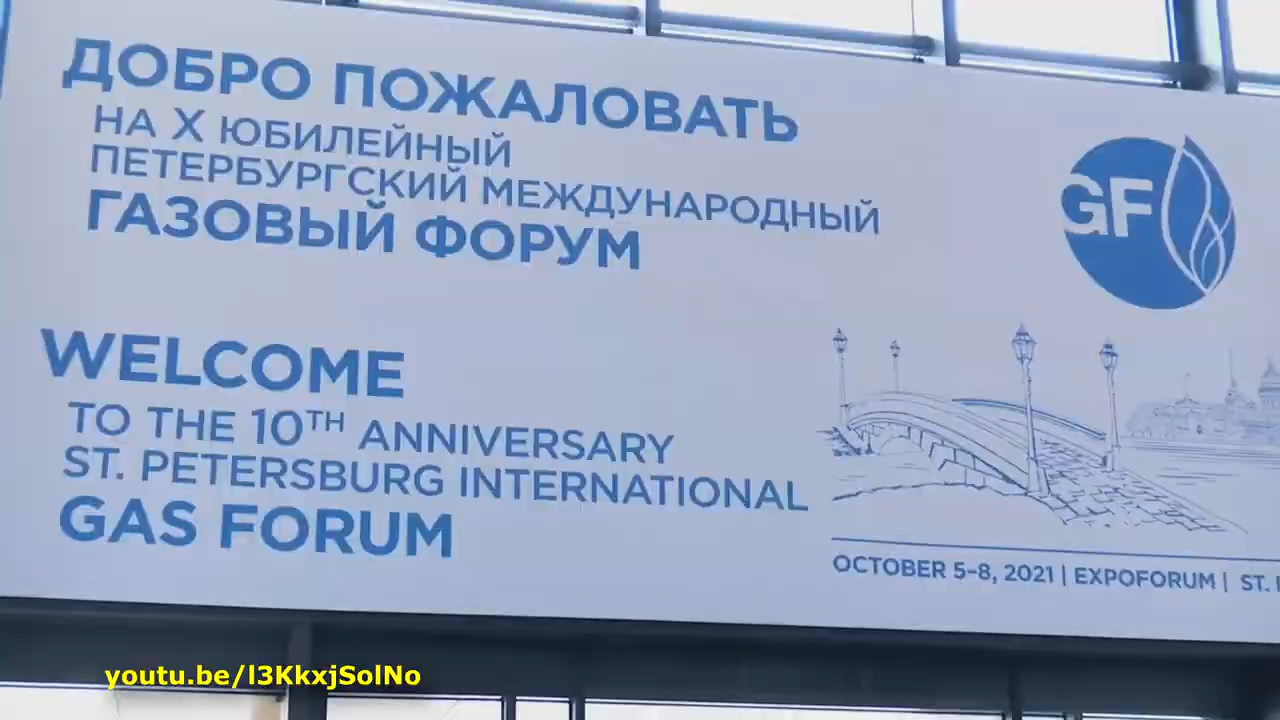 ДОБРО ПОЖАЛОВАТЬ
НА X ЮБИЛЕЙНЫЙ
ПЕТЕРБУРГСКИЙ МЕЖДУНАРОДНЫЙ
ГАЗОВЫЙ ФОРУМ
GF
WELCOME
TO THE 10TH ANNIVERSARY
ST. PETERSBURG INTERNATIONAL
GAS FORUM
OCTOBER 5-8, 2021 | EXPOFORUM | ST.
youtu.be/l3KkxjSolNo